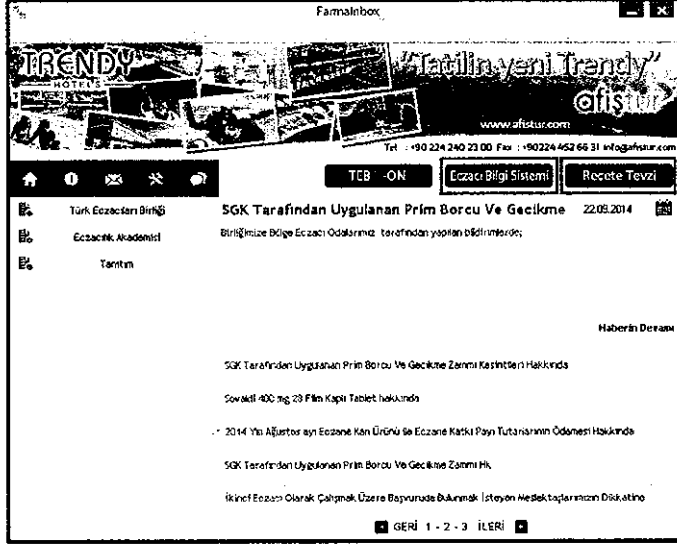 FarmaInbox
TRENDY
HOTELS
"Tatilin yeni Trendy"
afistur
www.afistur.com
Tel : +90 224 240 23 00 Fax : +90224 452 66 31 info@afistur.com
TEB -ON
Eczacı Bilgi Sistemi
Recete Tevzi
Türk Eczacıları Birliği
Eczacılık Akademisi
Tanıtım
SGK Tarafından Uygulanan Prim Borcu Ve Gecikme 22.09.2014
Birliğimize Bölge Eczacı Odalarımız tarafından yapılan bildirimlerde;
Haberin Devamı
SGK Tarafından Uygulanan Prim Borcu Ve Gecikme Zammı Kesintileri Hakkında
Sovaldi 400 mg 28 Film Kaplı Tablet hakkında
2014 Yılı Ağustos ayı Eczane Kan Ürünü ile Eczane Katkı Payı Tutarlarının Ödemesi Hakkında
SGK Tarafından Uygulanan Prim Borcu Ve Gecikme Zammı Hk.
İkinci Eczacı Olarak Çalışmak Üzere Başvuruda Bulunmak İsteyen Meslektaşlarımızın Dikkatine
GERİ 1 - 2 - 3 İLERİ